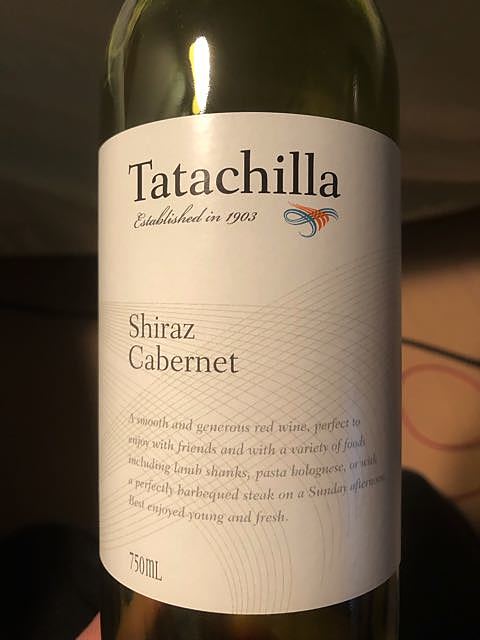 Tatachilla
Established in 1903
Shiraz
Cabernet
A smooth and generous red wine, perfect to
enjoy with friends and with a variety of foods
including lamb shanks, pasta bolognese, or with
a perfectly barbequed steak on a Sunday afternoon.
Best enjoyed young and fresh.
750mL